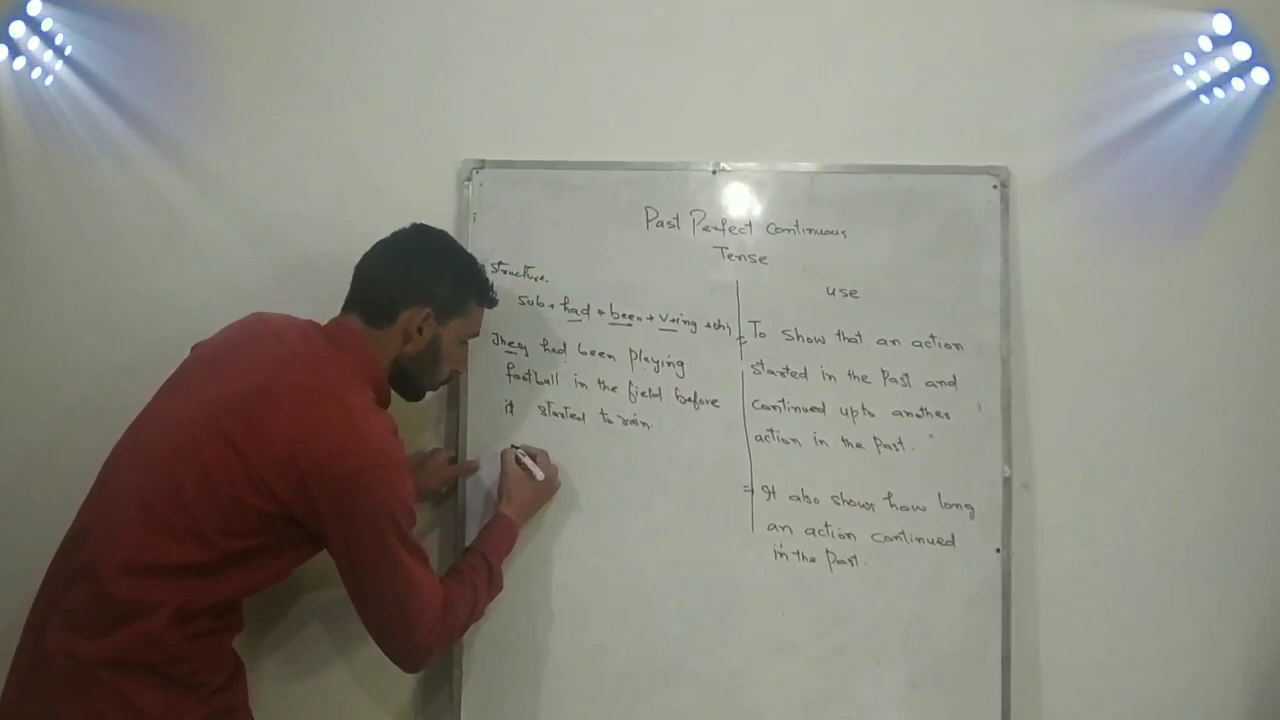 Past Perfect Continuous
Tense
Structure.
Sub + had + been + V+ing + obj
They had been playing
football in the field before
it started to rain.
use
= To show that an action
started in the Past and
Continued upto another
action in the Past.
= It also shows how long
an action continued
in the Past.